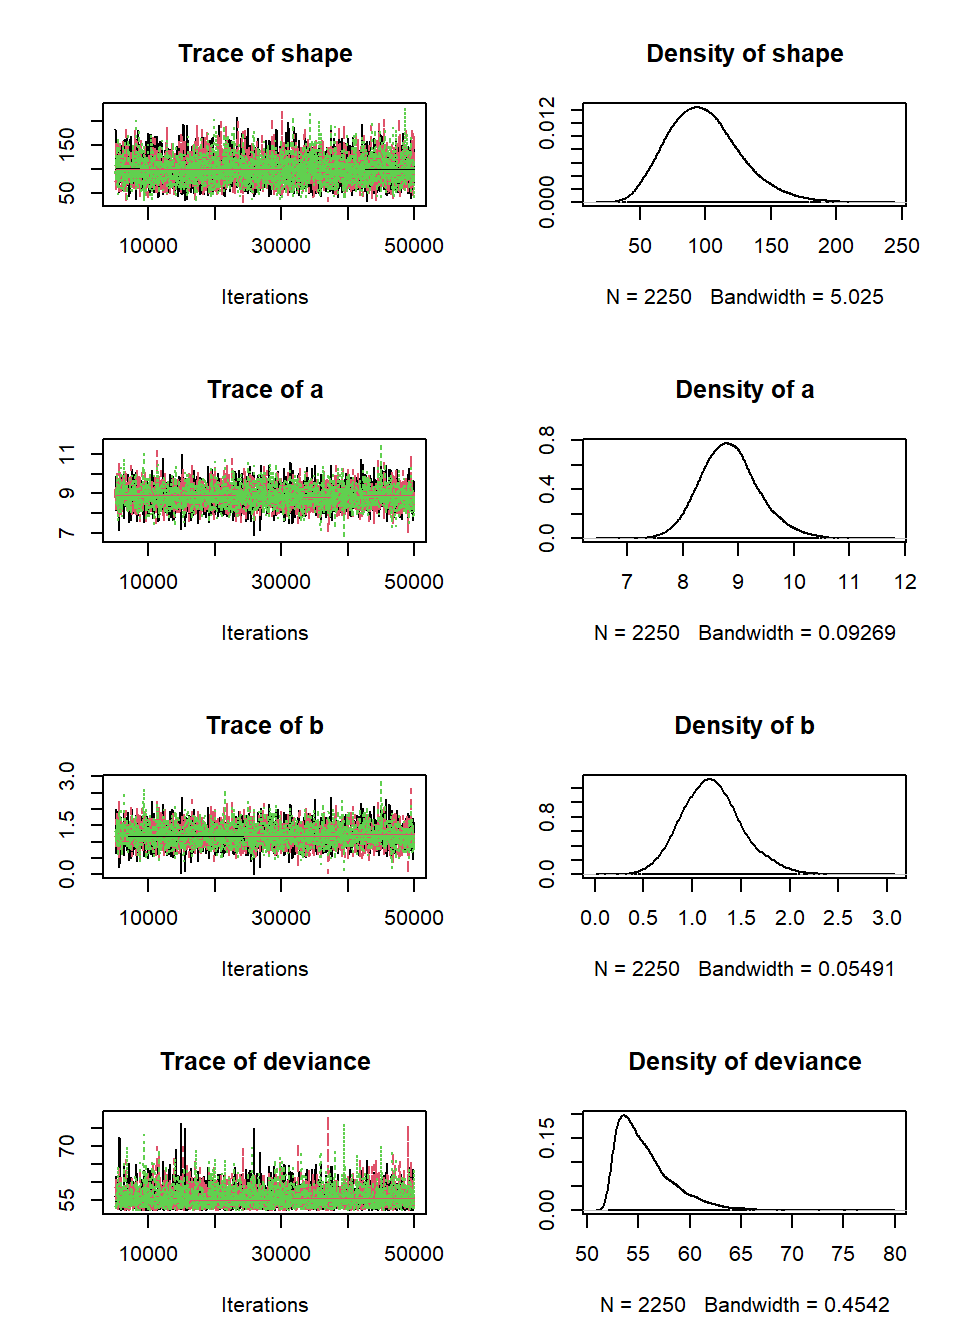 Trace of shape
50 150
10000 30000 50000
Iterations
Density of shape
0.000 0.012
50 100 150 200 250
N = 2250 Bandwidth = 5.025
Trace of a
7 9 11
10000 30000 50000
Iterations
Density of a
0.0 0.4 0.8
7 8 9 10 11 12
N = 2250 Bandwidth = 0.09269
Trace of b
0.0 1.5 3.0
10000 30000 50000
Iterations
Density of b
0.0 0.8
0.0 0.5 1.0 1.5 2.0 2.5 3.0
N = 2250 Bandwidth = 0.05491
Trace of deviance
55 70
10000 30000 50000
Iterations
Density of deviance
0.00 0.15
50 55 60 65 70 75 80
N = 2250 Bandwidth = 0.4542